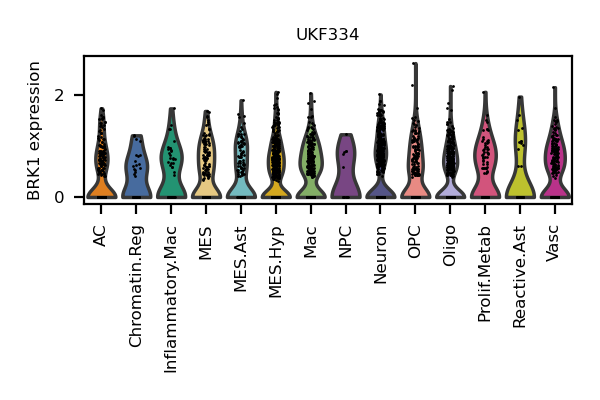 UKF334
BRK1 expression
2
0
AC
Chromatin.Reg
Inflammatory.Mac
MES
MES.Ast
MES.Hyp
Mac
NPC
Neuron
OPC
Oligo
Prolif.Metab
Reactive.Ast
Vasc